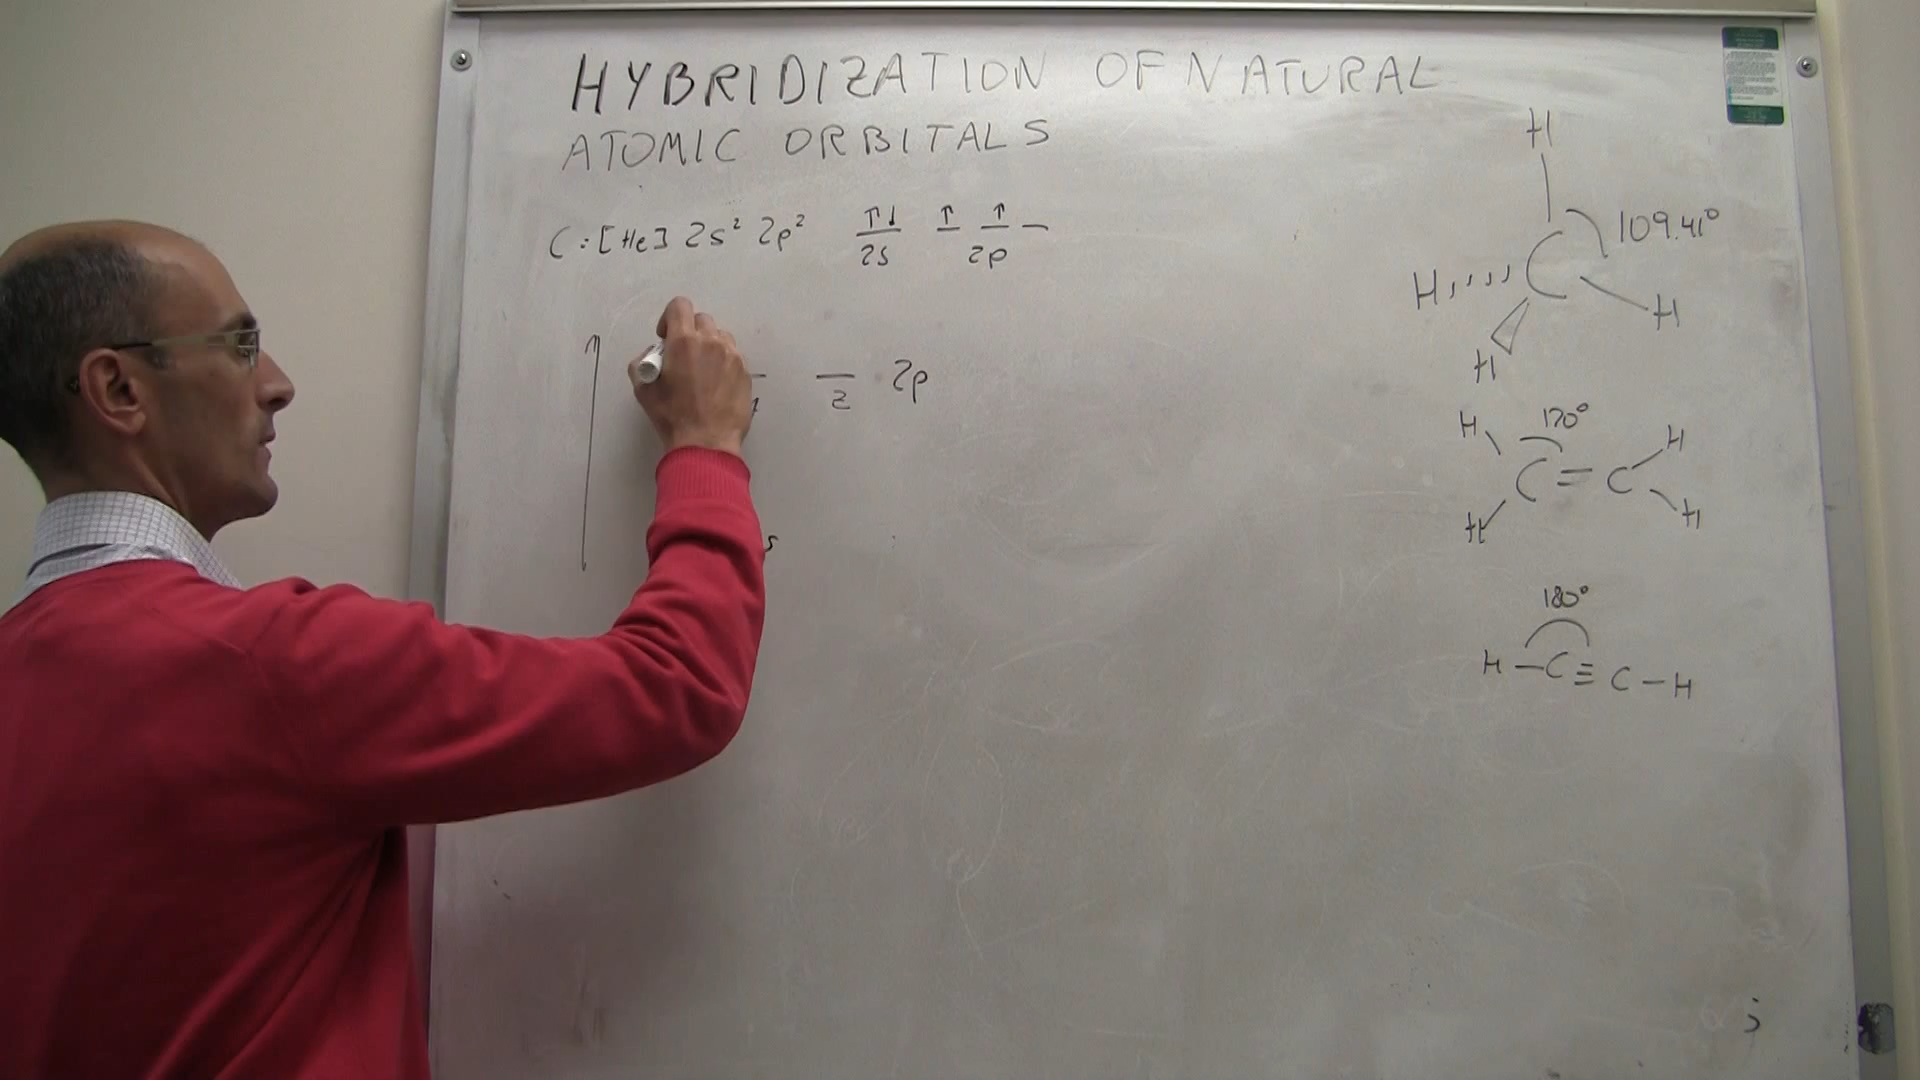 HYBRIDIZATION OF NATURAL
ATOMIC ORBITALS
C:[He] 2s² 2p² ↑↓ ↑ ↑
2s 2p
2p
z
s
H
109.41°
H C
H
H
H 120° H
C=C
H H
180°
H-C≡C-H